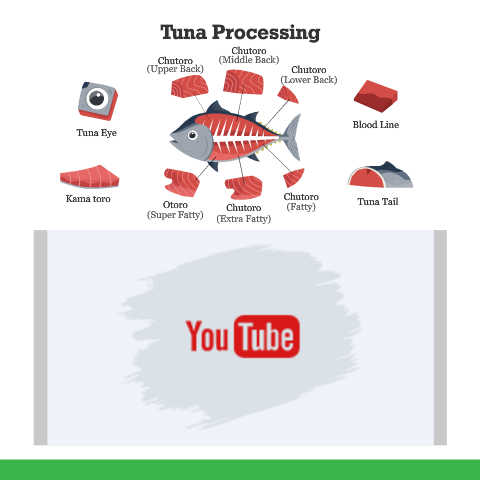 Tuna Processing
Chutoro
(Upper Back)
Chutoro
(Middle Back)
Chutoro
(Lower Back)
Tuna Eye
Blood Line
Kama toro
Otoro
(Super Fatty)
Chutoro
(Extra Fatty)
Chutoro
(Fatty)
Tuna Tail
YouTube